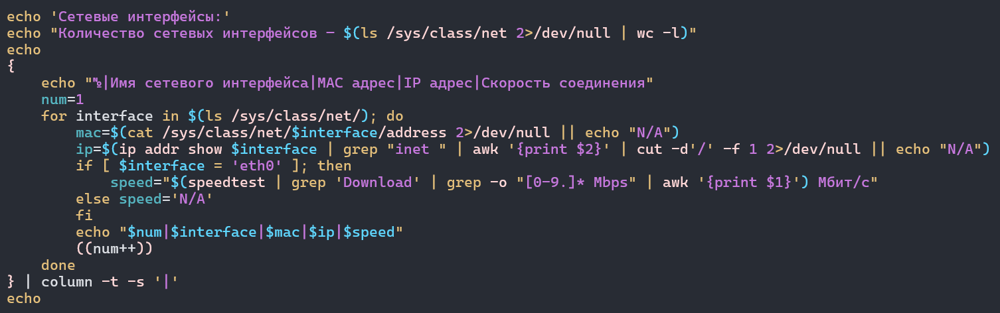 echo 'Сетевые интерфейсы:'
echo "Количество сетевых интерфейсов – $(ls /sys/class/net 2>/dev/null | wc -l)"
echo
{
    echo "№|Имя сетевого интерфейса|MAC адрес|IP адрес|Скорость соединения"
    num=1
    for interface in $(ls /sys/class/net/); do
        mac=$(cat /sys/class/net/$interface/address 2>/dev/null || echo "N/A")
        ip=$(ip addr show $interface | grep "inet " | awk '{print $2}' | cut -d'/' -f 1 2>/dev/null || echo "N/A")
        if [ $interface = 'eth0' ]; then
            speed="$(speedtest | grep 'Download' | grep -o "[0-9.]* Mbps" | awk '{print $1}') Мбит/с"
        else speed='N/A'
        fi
        echo "$num|$interface|$mac|$ip|$speed"
        ((num++))
    done
} | column -t -s '|'
echo